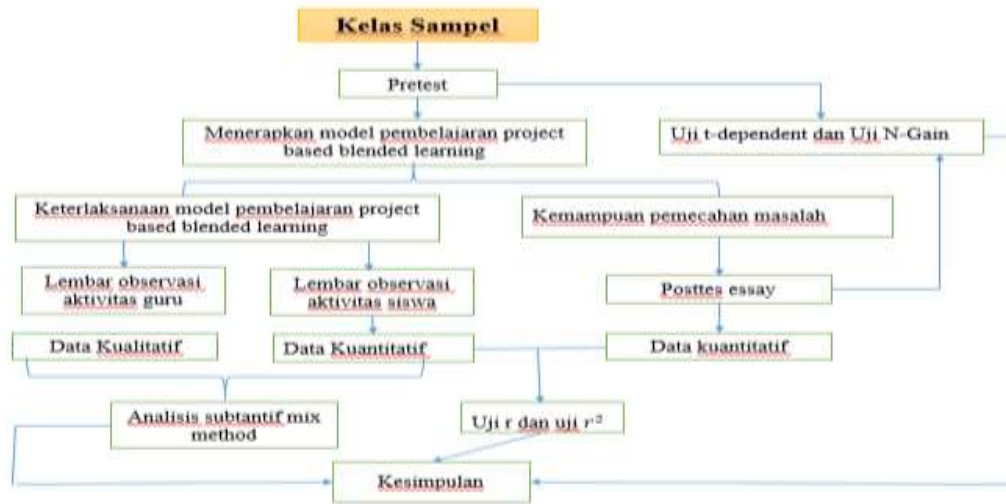 Kelas Sampel
Pretest
Menerapkan model pembelajaran project
based blended learning
Uji t-dependent dan Uji N-Gain
Keterlaksanaan model pembelajaran project
based blended learning
Kemampuan pemecahan masalah
Lembar observasi
aktivitas guru
Lembar observasi
aktivitas siswa
Posttes essay
Data Kualitatif
Data Kuantitatif
Data kuantitatif
Analisis subtantif mix
method
Uji r dan uji r²
Kesimpulan